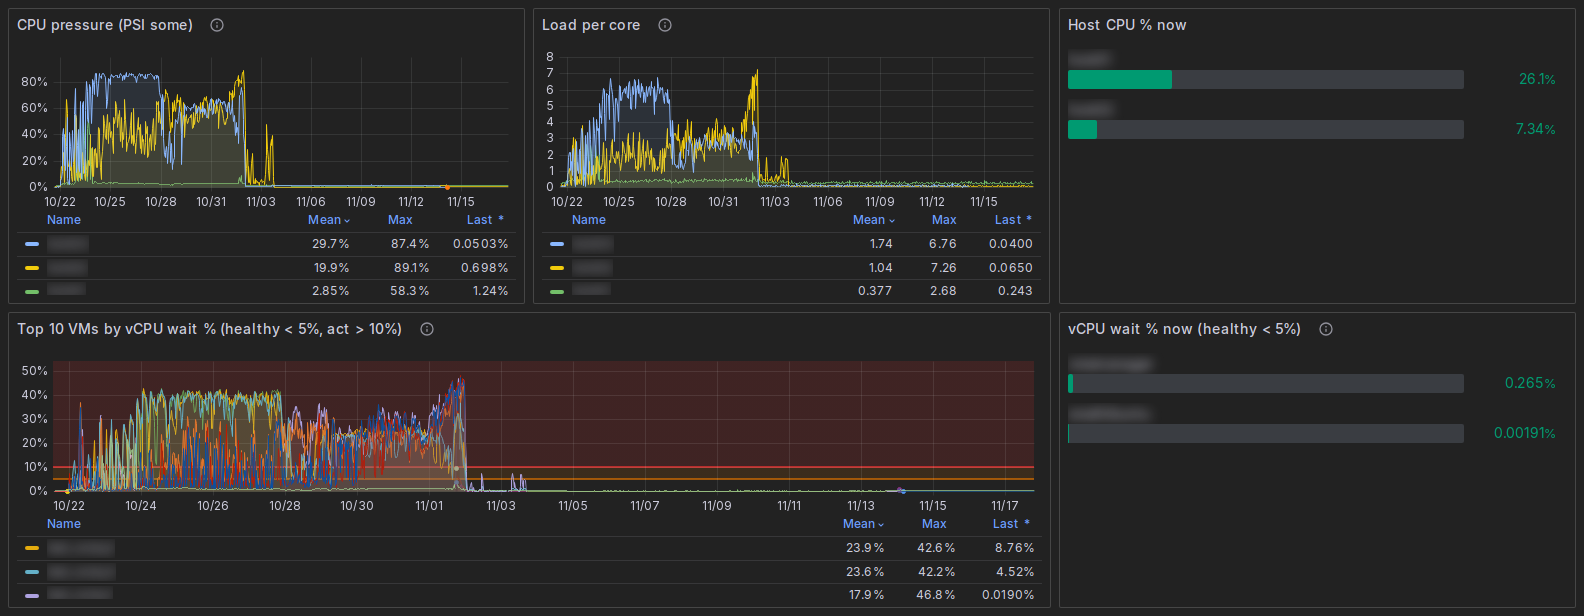 CPU pressure (PSI some)
80%
60%
40%
20%
0%
10/22 10/25 10/28 10/31 11/03 11/06 11/09 11/12 11/15
Name Mean Max Last *
29.7% 87.4% 0.0503%
19.9% 89.1% 0.698%
2.85% 58.3% 1.24%
Load per core
8
7
6
5
4
3
2
1
0
10/22 10/25 10/28 10/31 11/03 11/06 11/09 11/12 11/15
Name Mean Max Last *
1.74 6.76 0.0400
1.04 7.26 0.0650
0.377 2.68 0.243
Host CPU % now
26.1%
7.34%
Top 10 VMs by vCPU wait % (healthy < 5%, act > 10%)
50%
40%
30%
20%
10%
0%
10/22 10/24 10/26 10/28 10/30 11/01 11/03 11/05 11/07 11/09 11/11 11/13 11/15 11/17
Name Mean Max Last *
23.9% 42.6% 8.76%
23.6% 42.2% 4.52%
17.9% 46.8% 0.0190%
vCPU wait % now (healthy < 5%)
0.265%
0.00191%